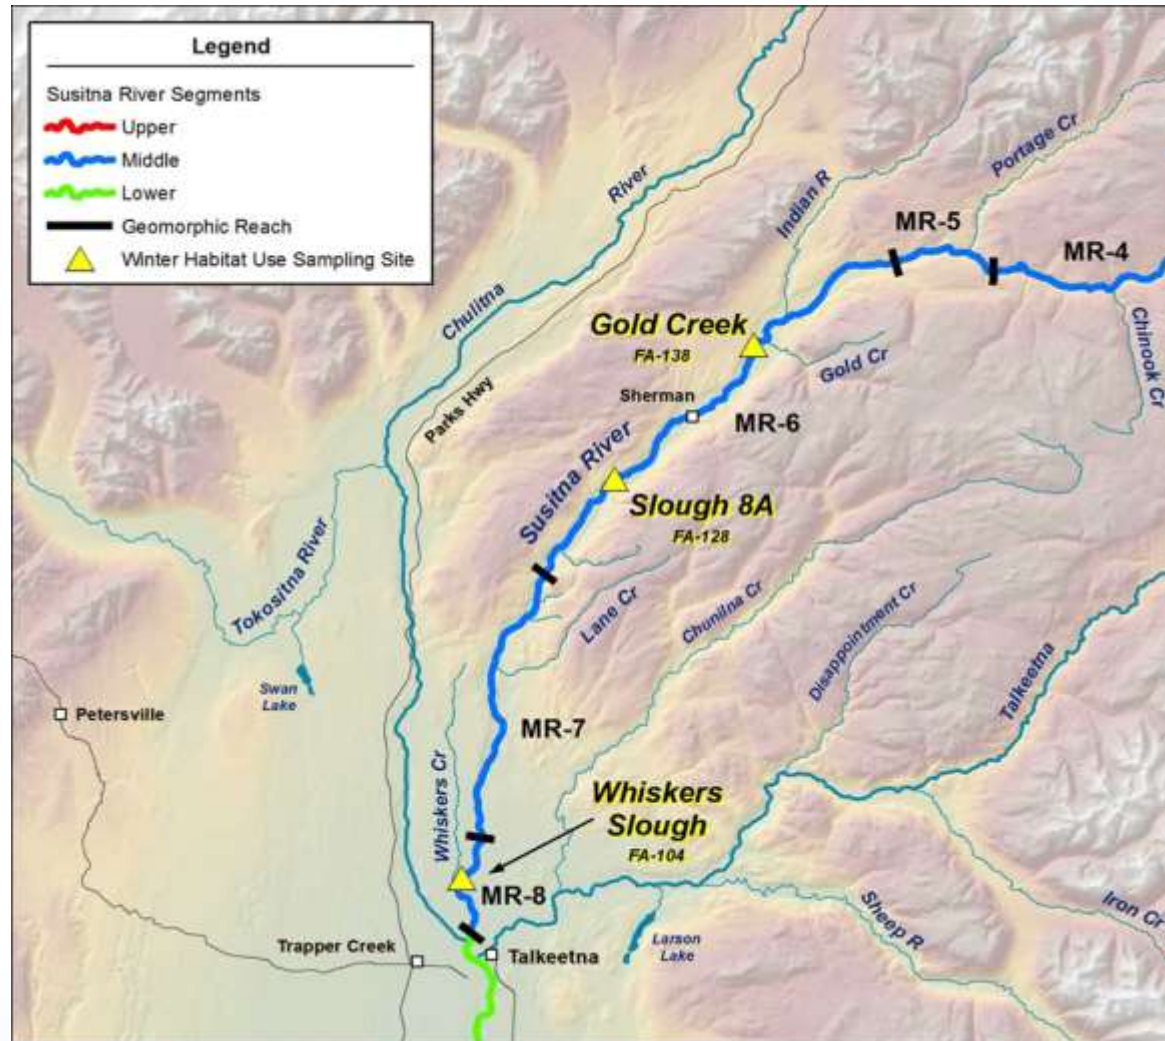 Legend
Susitna River Segments
Upper
Middle
Lower
Geomorphic Reach
Winter Habitat Use Sampling Site
River
Chulitna
Parks Hwy
Indian R
Portage Cr
MR-5
MR-4
Chinook Cr
Gold Creek
FA-138
Gold Cr
Sherman
MR-6
Susitna River
Slough 8A
FA-128
Tokositna River
Lane Cr
Chunilna Cr
Disappointment Cr
Talkeetna
Swan
Lake
Petersville
MR-7
Whiskers Cr
Whiskers
Slough
FA-104
MR-8
Iron Cr
Sheep R
Trapper Creek
Talkeetna
Larson
Lake